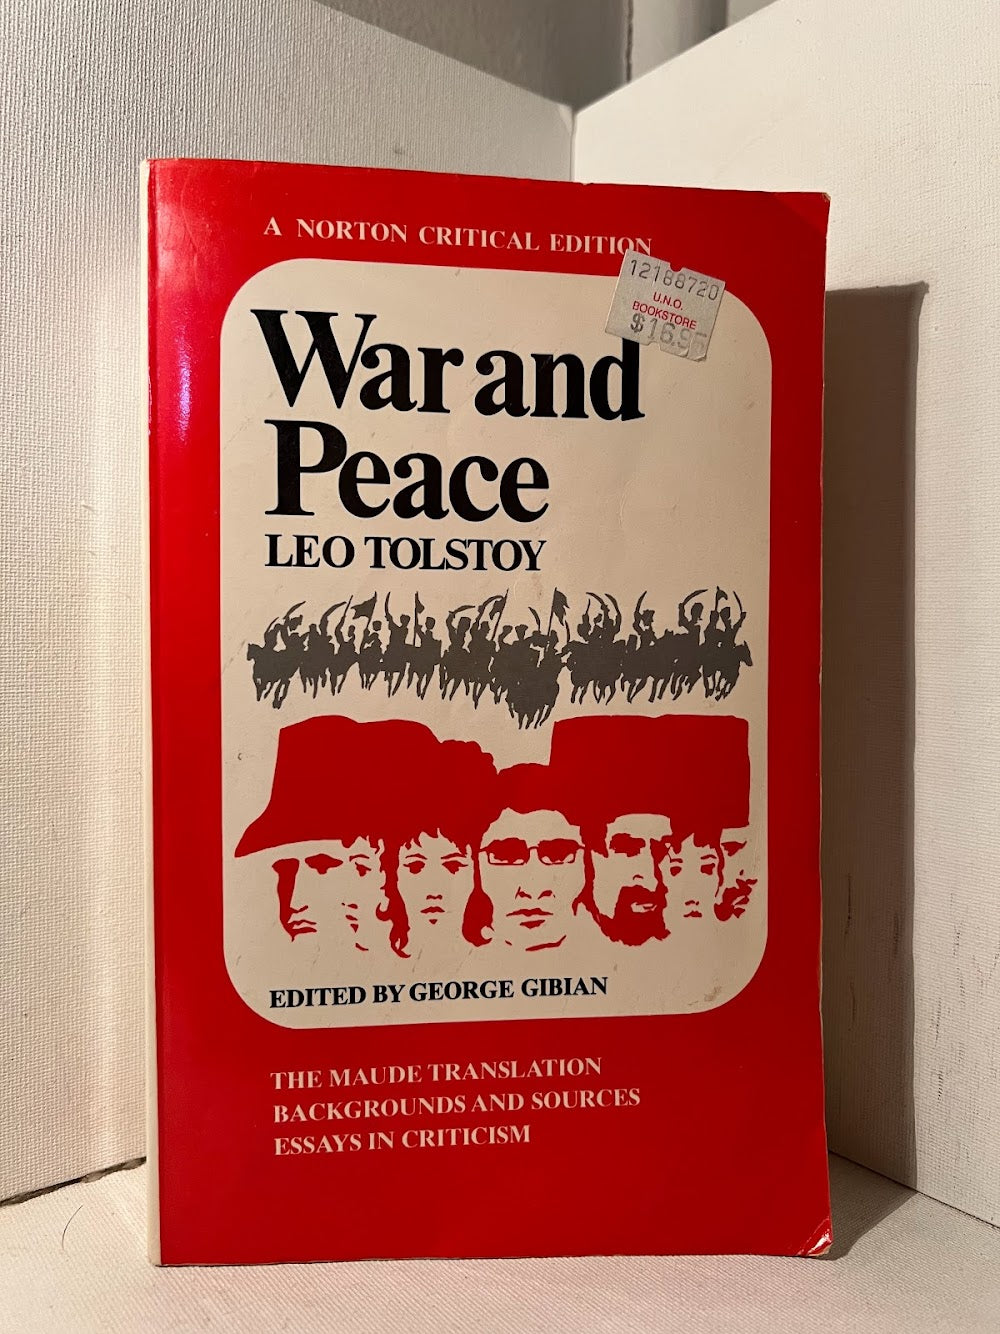 A NORTON CRITICAL EDITION
12188720
U.N.O.
BOOKSTORE
$16.95
War and
Peace
LEO TOLSTOY
EDITED BY GEORGE GIBIAN
THE MAUDE TRANSLATION
BACKGROUNDS AND SOURCES
ESSAYS IN CRITICISM